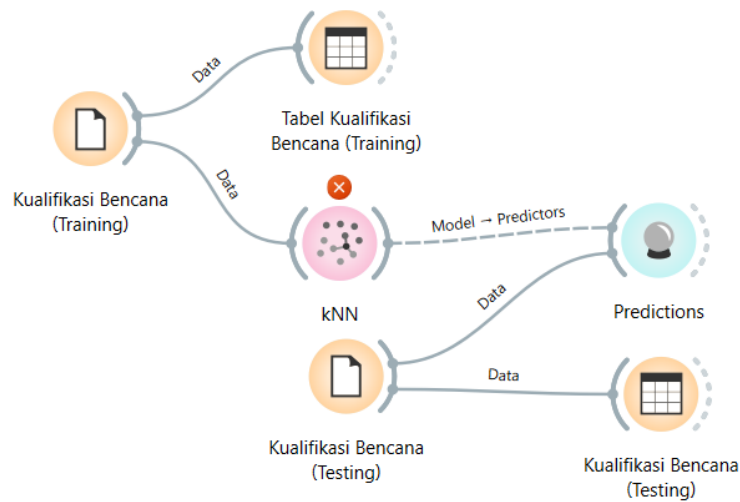 Data
Tabel Kualifikasi
Bencana (Training)
Kualifikasi Bencana
(Training)
Data
Model → Predictors
kNN
Data
Predictions
Data
Kualifikasi Bencana
(Testing)
Kualifikasi Bencana
(Testing)